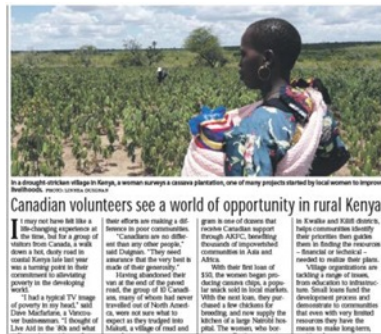 In a drought-stricken village in Kenya, a woman surveys a cassava plantation, one of many projects started by local women to improve
livelihoods.
Canadian volunteers see a world of opportunity in rural Kenya
It may not have felt like a
life-changing experience at
the time, but for a group of
visitors from Canada, a walk
down a hot, dusty road in
coastal Kenya late last year
was a turning point in their
commitment to alleviating
poverty in the developing
world.
"I had a typical TV image
of poverty in my head," said
Dave Macfarlane, a Vancou-
ver businessman. "I thought of
Live Aid in the '80s and what
their efforts are making a dif-
ference in poor communities.
"Canadians are no differ-
ent than any other people,"
said Duignan. "They need
assurance that the very best is
made of their generosity."
Having abandoned their
van at the end of the paved
road, the group of 10 Canadi-
ans, many of whom had never
travelled out of North Ameri-
ca, were not sure what to
expect as they trudged into
Makuti, a village of road and
gram is one of dozens that
receive Canadian support
through AKFC, benefiting
thousands of impoverished
communities in Asia and
Africa.
With their first loan of
$50, the women began pro-
ducing cassava chips, a popu-
lar snack sold in local markets.
With the next loan, they pur-
chased a few chickens for
breeding, and now supply the
kitchen of a large Nairobi hos-
pital. The women, who bor-
in Kwalke and Kilifi districts,
helps communities identify
their priorities then guides
them in finding the resources
– financial or technical –
needed to realize their plans.
Village organizations are
tackling a range of issues,
from education to infrastruc-
ture. Small loans fund the
development process and
demonstrate to communities
that even with very limited
resources they have the
means to make long-term